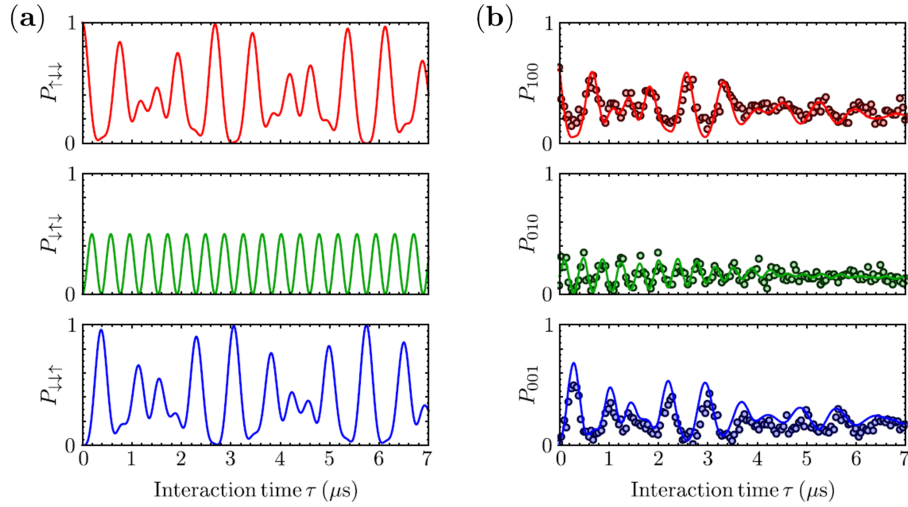 (a)
1
P↑↓↓
0
1
P↓↑↓
0
1
P↓↓↑
0
0 1 2 3 4 5 6 7
Interaction time τ (μs)
(b)
1
P100
0
1
P010
0
1
P001
0
0 1 2 3 4 5 6 7
Interaction time τ (μs)